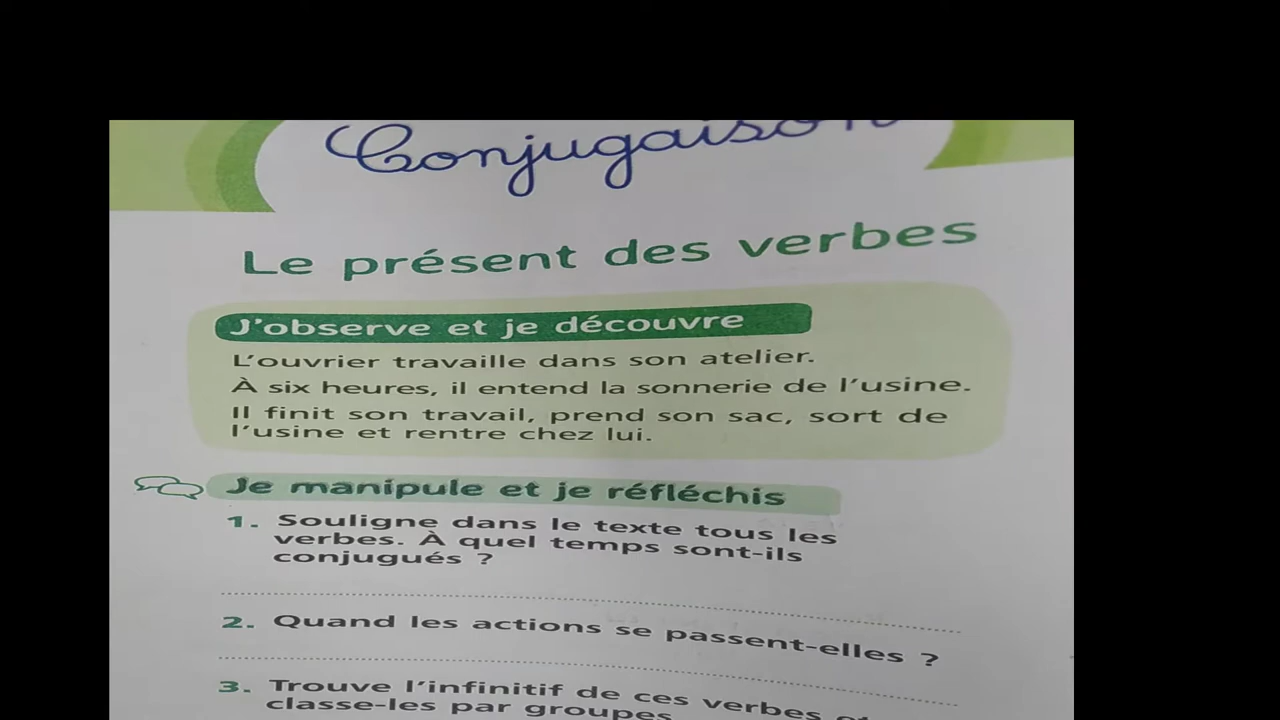 Conjugaison
Le présent des verbes
J'observe et je découvre
L'ouvrier travaille dans son atelier.
À six heures, il entend la sonnerie de l'usine.
Il finit son travail, prend son sac, sort de
l'usine et rentre chez lui.
Je manipule et je réfléchis
1. Souligne dans le texte tous les
verbes. À quel temps sont-ils
conjugués ?
2. Quand les actions se passent-elles ?
3. Trouve l'infinitif de ces verbes et
classe-les par groupes